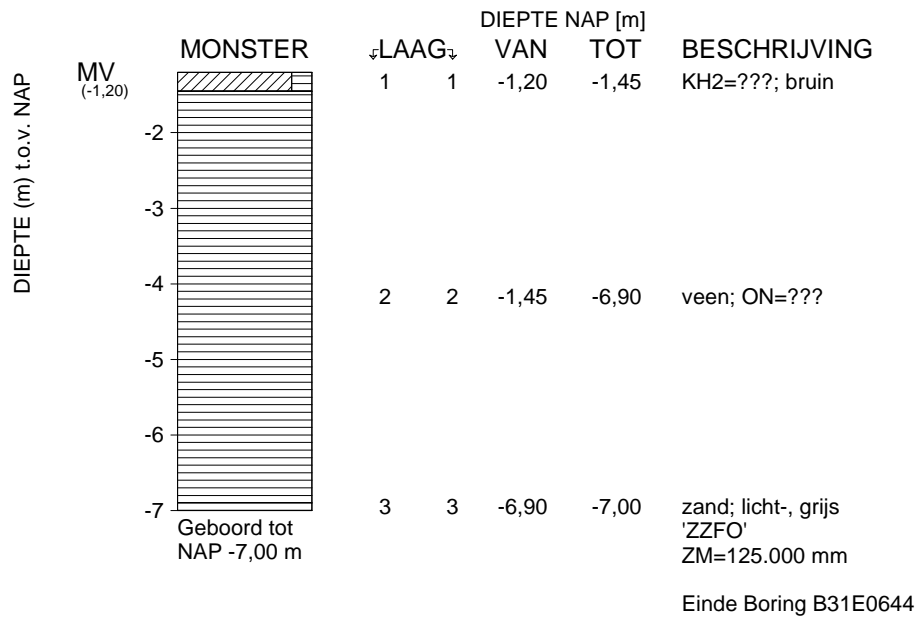 DIEPTE NAP [m]
MONSTER LAAG VAN TOT BESCHRIJVING
DIEPTE (m) t.o.v. NAP
MV
(-1,20)
1 1 -1,20 -1,45 KH2=???; bruin
-2
-3
-4
2 2 -1,45 -6,90 veen; ON=???
-5
-6
-7
3 3 -6,90 -7,00 zand; licht-, grijs
'ZZFO'
ZM=125.000 mm
Geboord tot
NAP -7,00 m
Einde Boring B31E0644